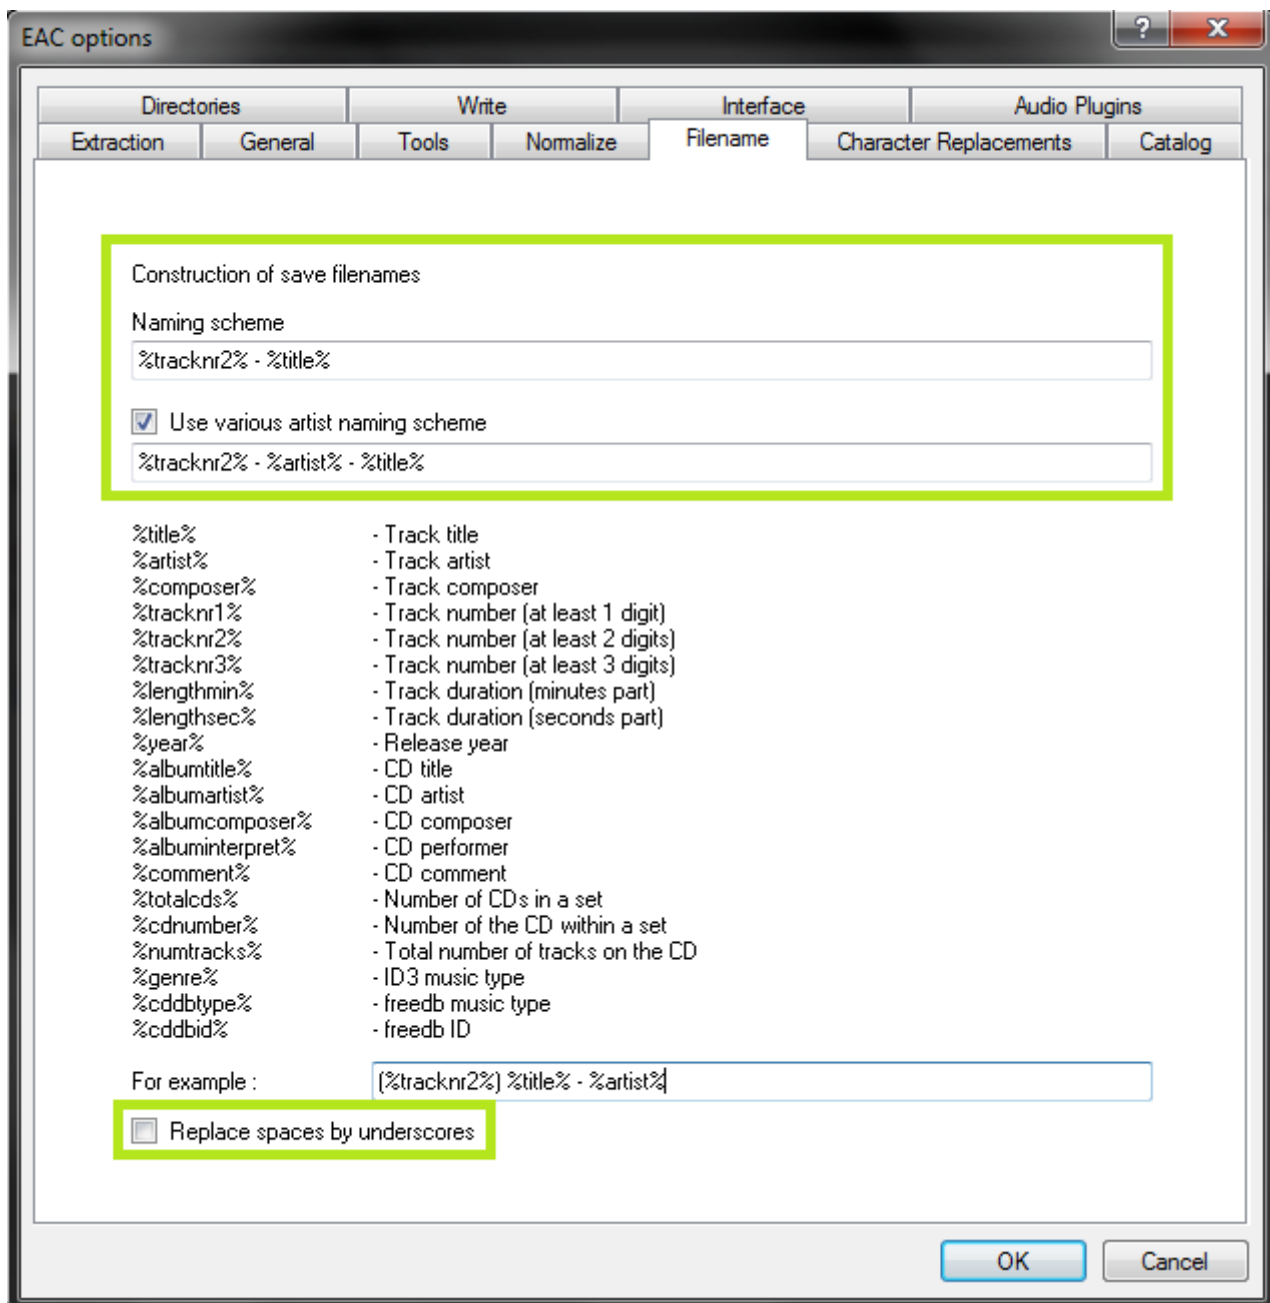 EAC options
?
X
Directories Write Interface Audio Plugins
Extraction General Tools Normalize Filename Character Replacements Catalog
Construction of save filenames
Naming scheme
%tracknr2% - %title%
Use various artist naming scheme
%tracknr2% - %artist% - %title%
%title% - Track title
%artist% - Track artist
%composer% - Track composer
%tracknr1% - Track number (at least 1 digit)
%tracknr2% - Track number (at least 2 digits)
%tracknr3% - Track number (at least 3 digits)
%lengthmin% - Track duration (minutes part)
%lengthsec% - Track duration (seconds part)
%year% - Release year
%albumtitle% - CD title
%albumartist% - CD artist
%albumcomposer% - CD composer
%albuminterpret% - CD performer
%comment% - CD comment
%totalcds% - Number of CDs in a set
%cdnumber% - Number of the CD within a set
%numtracks% - Total number of tracks on the CD
%genre% - ID3 music type
%cddbtype% - freedb music type
%cddbid% - freedb ID
For example : (%tracknr2%) %title% - %artist%
Replace spaces by underscores
OK Cancel